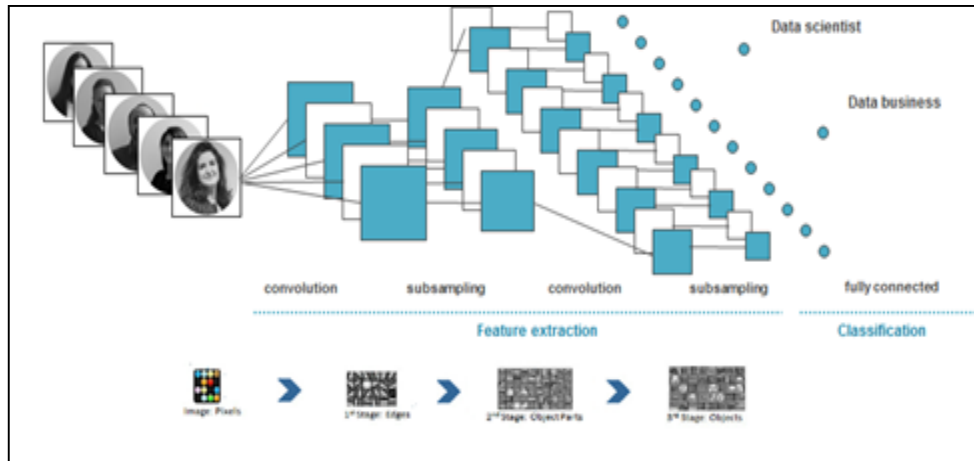 Data scientist
Data business
convolution
subsampling
convolution
subsampling
fully connected
Feature extraction
Classification
Image: Pixels
1st Stage: Edges
2nd Stage: Object Parts
3rd Stage: Objects